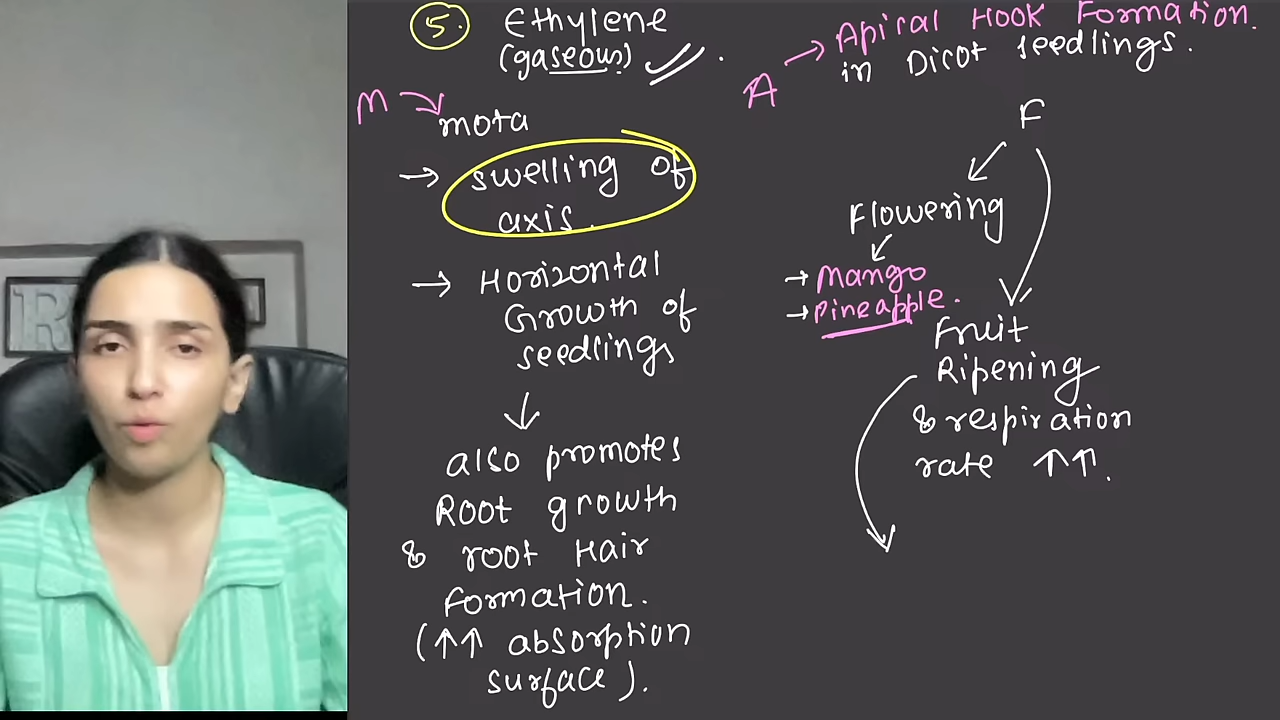 5. Ethylene
(gaseous) .
M
mota
→ swelling of
axis.
→ Horizontal
Growth of
seedlings
↓
also promotes
Root growth
& root Hair
formation.
(↑↑ absorption
surface).
A → Apiral Hook Formation.
in Dicot seedlings.
F
Flowering
→ Mango
→ Pineapple.
Fruit
Ripening
& respiration
rate ↑↑.